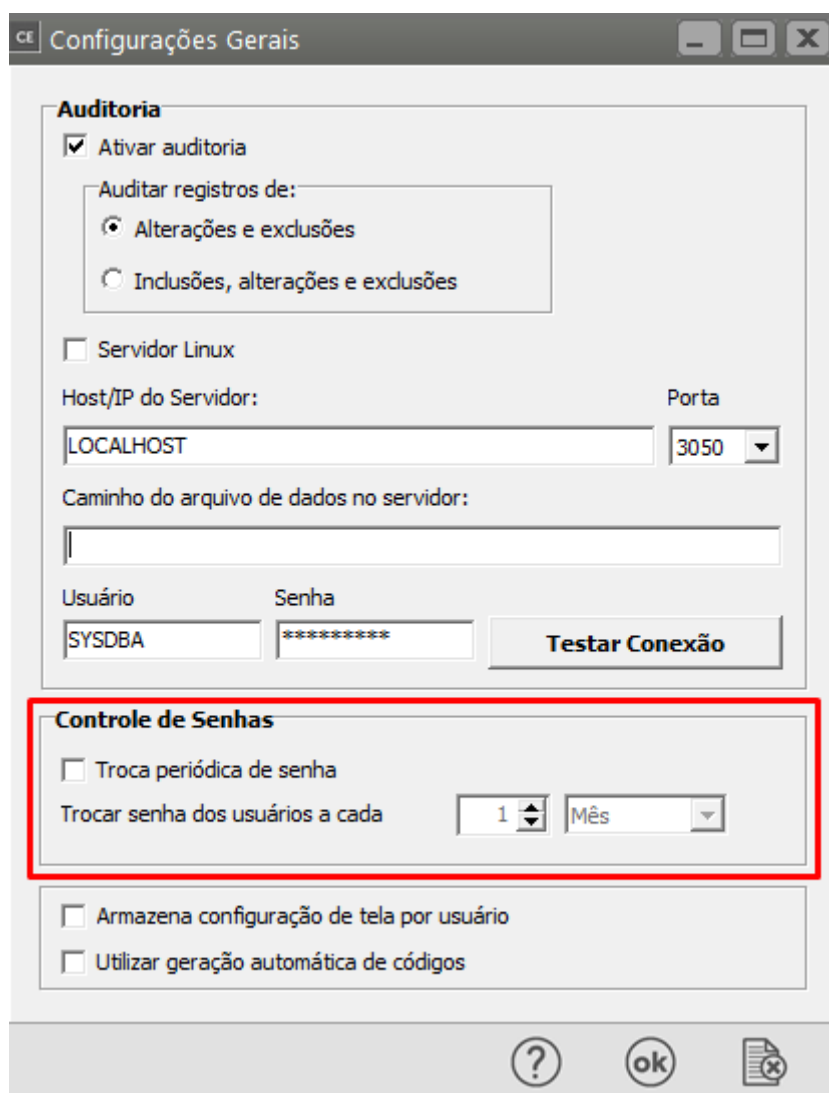 CE Configurações Gerais
Auditoria
Ativar auditoria
Auditar registros de:
Alterações e exclusões
Inclusões, alterações e exclusões
Servidor Linux
Host/IP do Servidor: Porta
LOCALHOST 3050
Caminho do arquivo de dados no servidor:
Usuário Senha
SYSDBA ********* Testar Conexão
Controle de Senhas
Troca periódica de senha
Trocar senha dos usuários a cada 1 Mês
Armazena configuração de tela por usuário
Utilizar geração automática de códigos
? ok